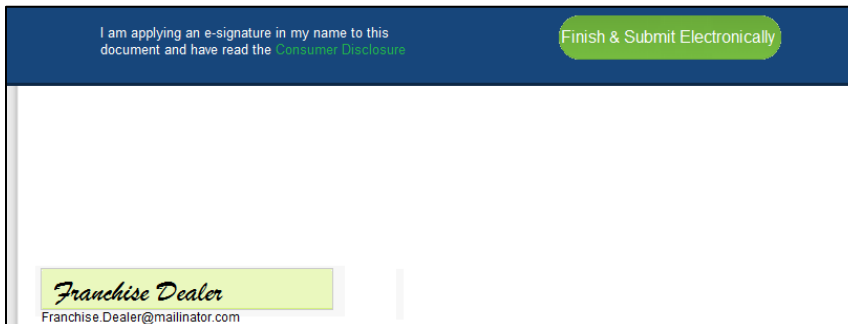 I am applying an e-signature in my name to this
document and have read the Consumer Disclosure
Finish & Submit Electronically
Franchise Dealer
Franchise.Dealer@mailinator.com